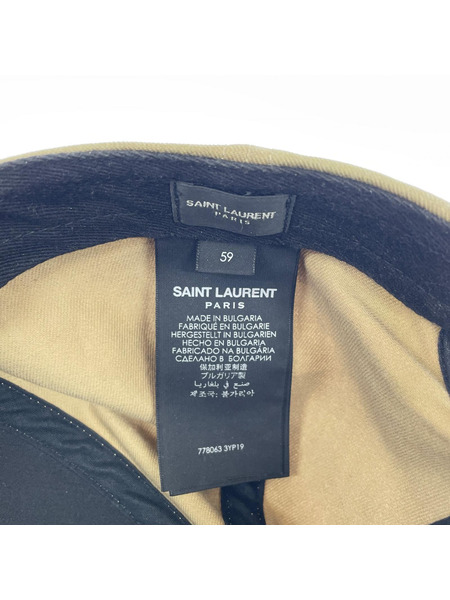 SAINT LAURENT
PARIS
59
SAINT LAURENT
PARIS
MADE IN BULGARIA
FABRIQUÉ EN BULGARIE
HERGESTELLT IN BULGARIEN
HECHO EN BULGARIA
FABRICADO NA BULGÁRIA
СДЕЛАНО В БОЛГАРИИ
保加利亚制造
ブルガリア製
صنع في بلغاريا
제조국: 불가리아
778063 3YP19